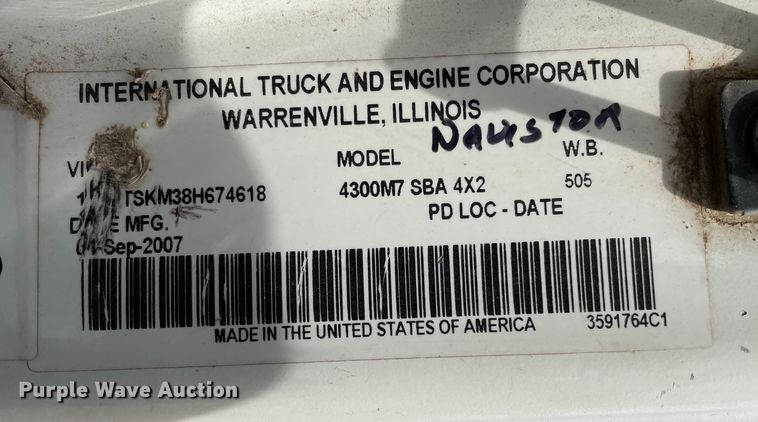 INTERNATIONAL TRUCK AND ENGINE CORPORATION
WARRENVILLE, ILLINOIS
NAVISTAR
MODEL W.B.
TSKM38H674618 4300M7 SBA 4X2 505
MFG. PD LOC - DATE
Sep-2007
MADE IN THE UNITED STATES OF AMERICA 3591764C1
Purple Wave Auction